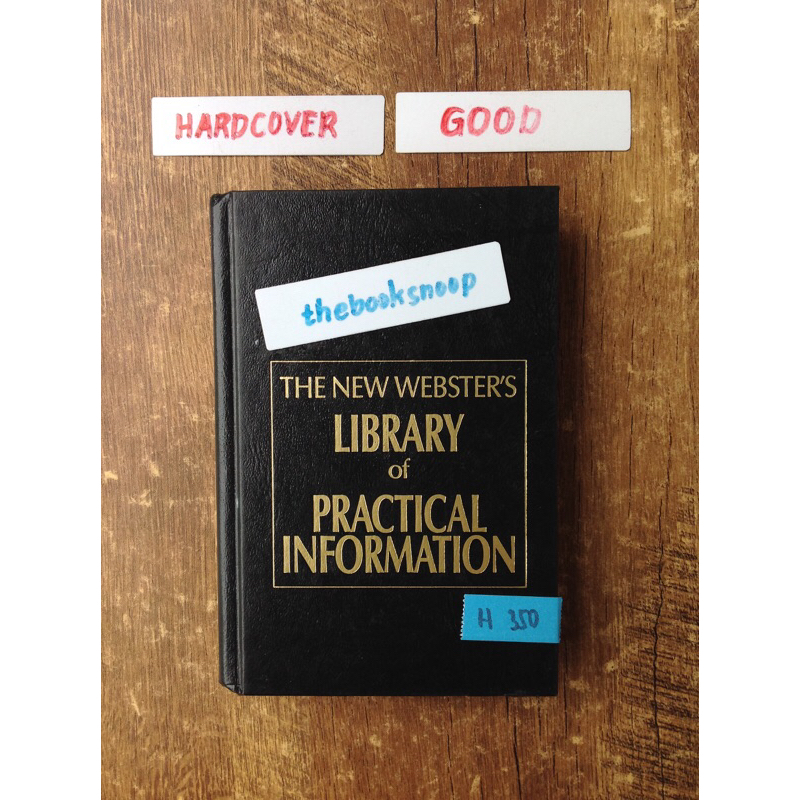 HARDCOVER
GOOD
thebooksnoop
THE NEW WEBSTER'S
LIBRARY
of
PRACTICAL
INFORMATION
H 350